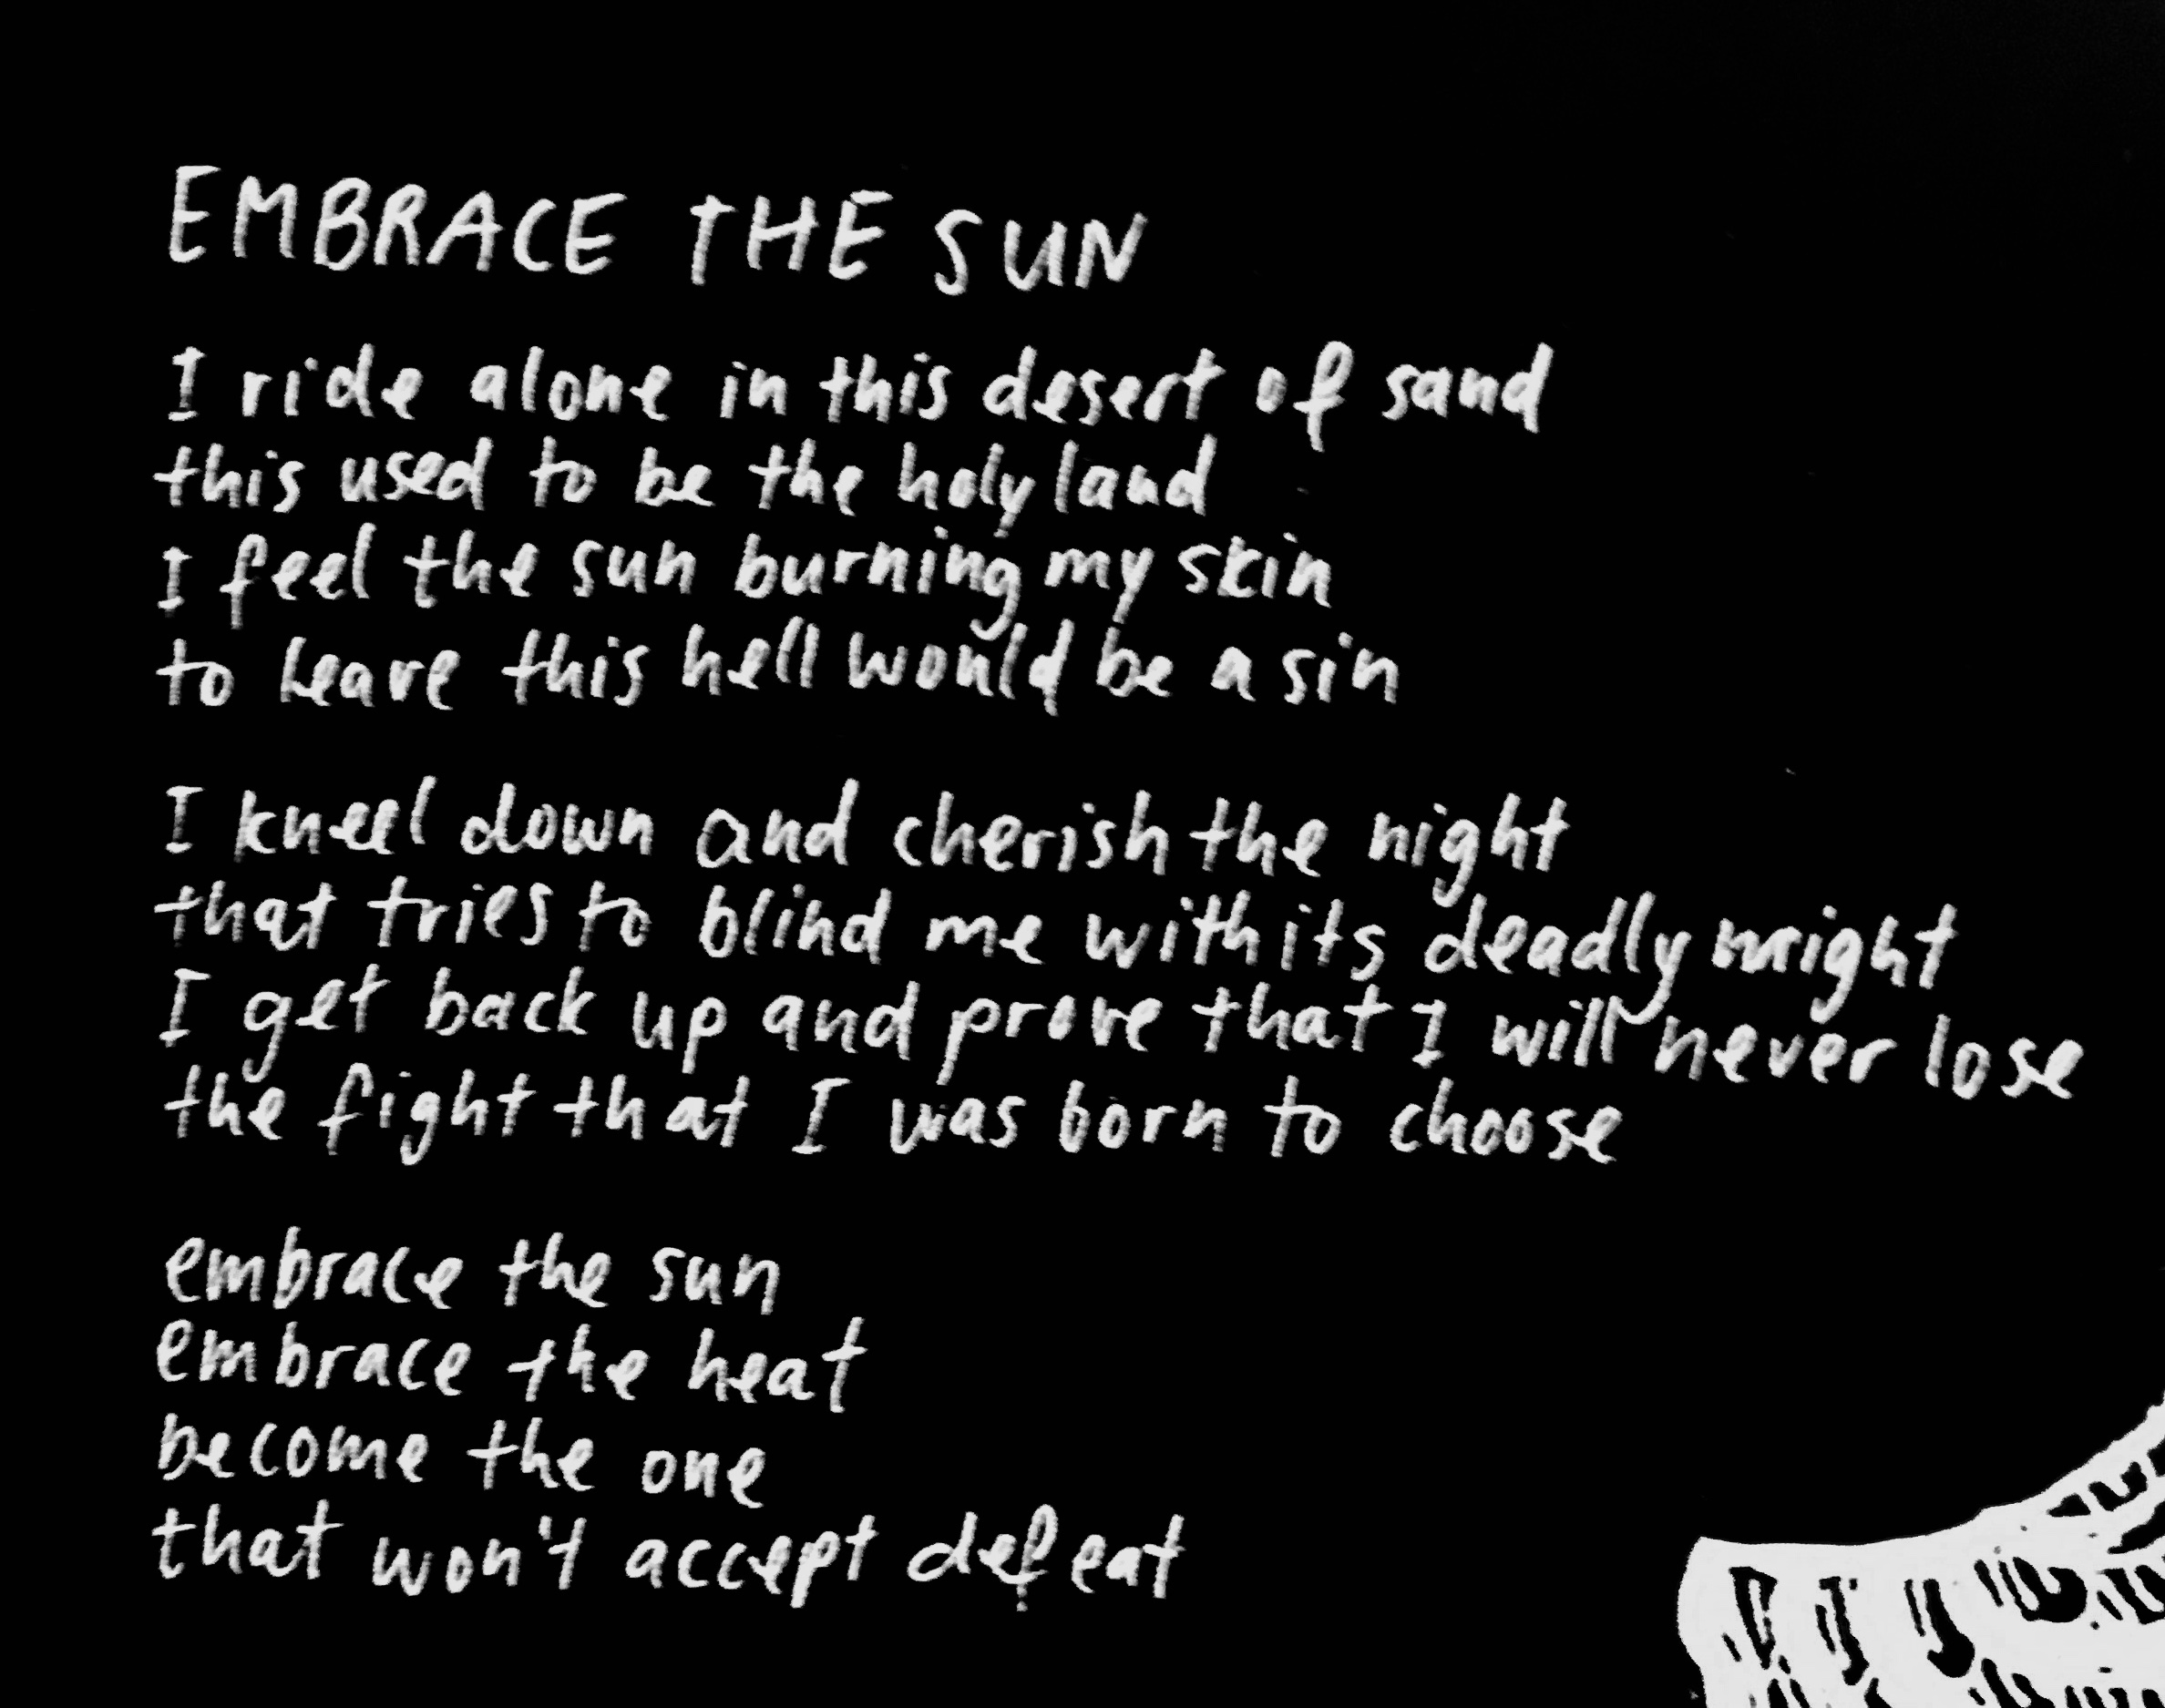 EMBRACE THE SUN
I ride alone in this desert of sand
this used to be the holy land
I feel the sun burning my skin
to leave this hell would be a sin
I kneel down and cherish the night
that tries to blind me with its deadly might
I get back up and prove that I will never lose
the fight that I was born to choose
embrace the sun
embrace the heat
become the one
that won't accept defeat